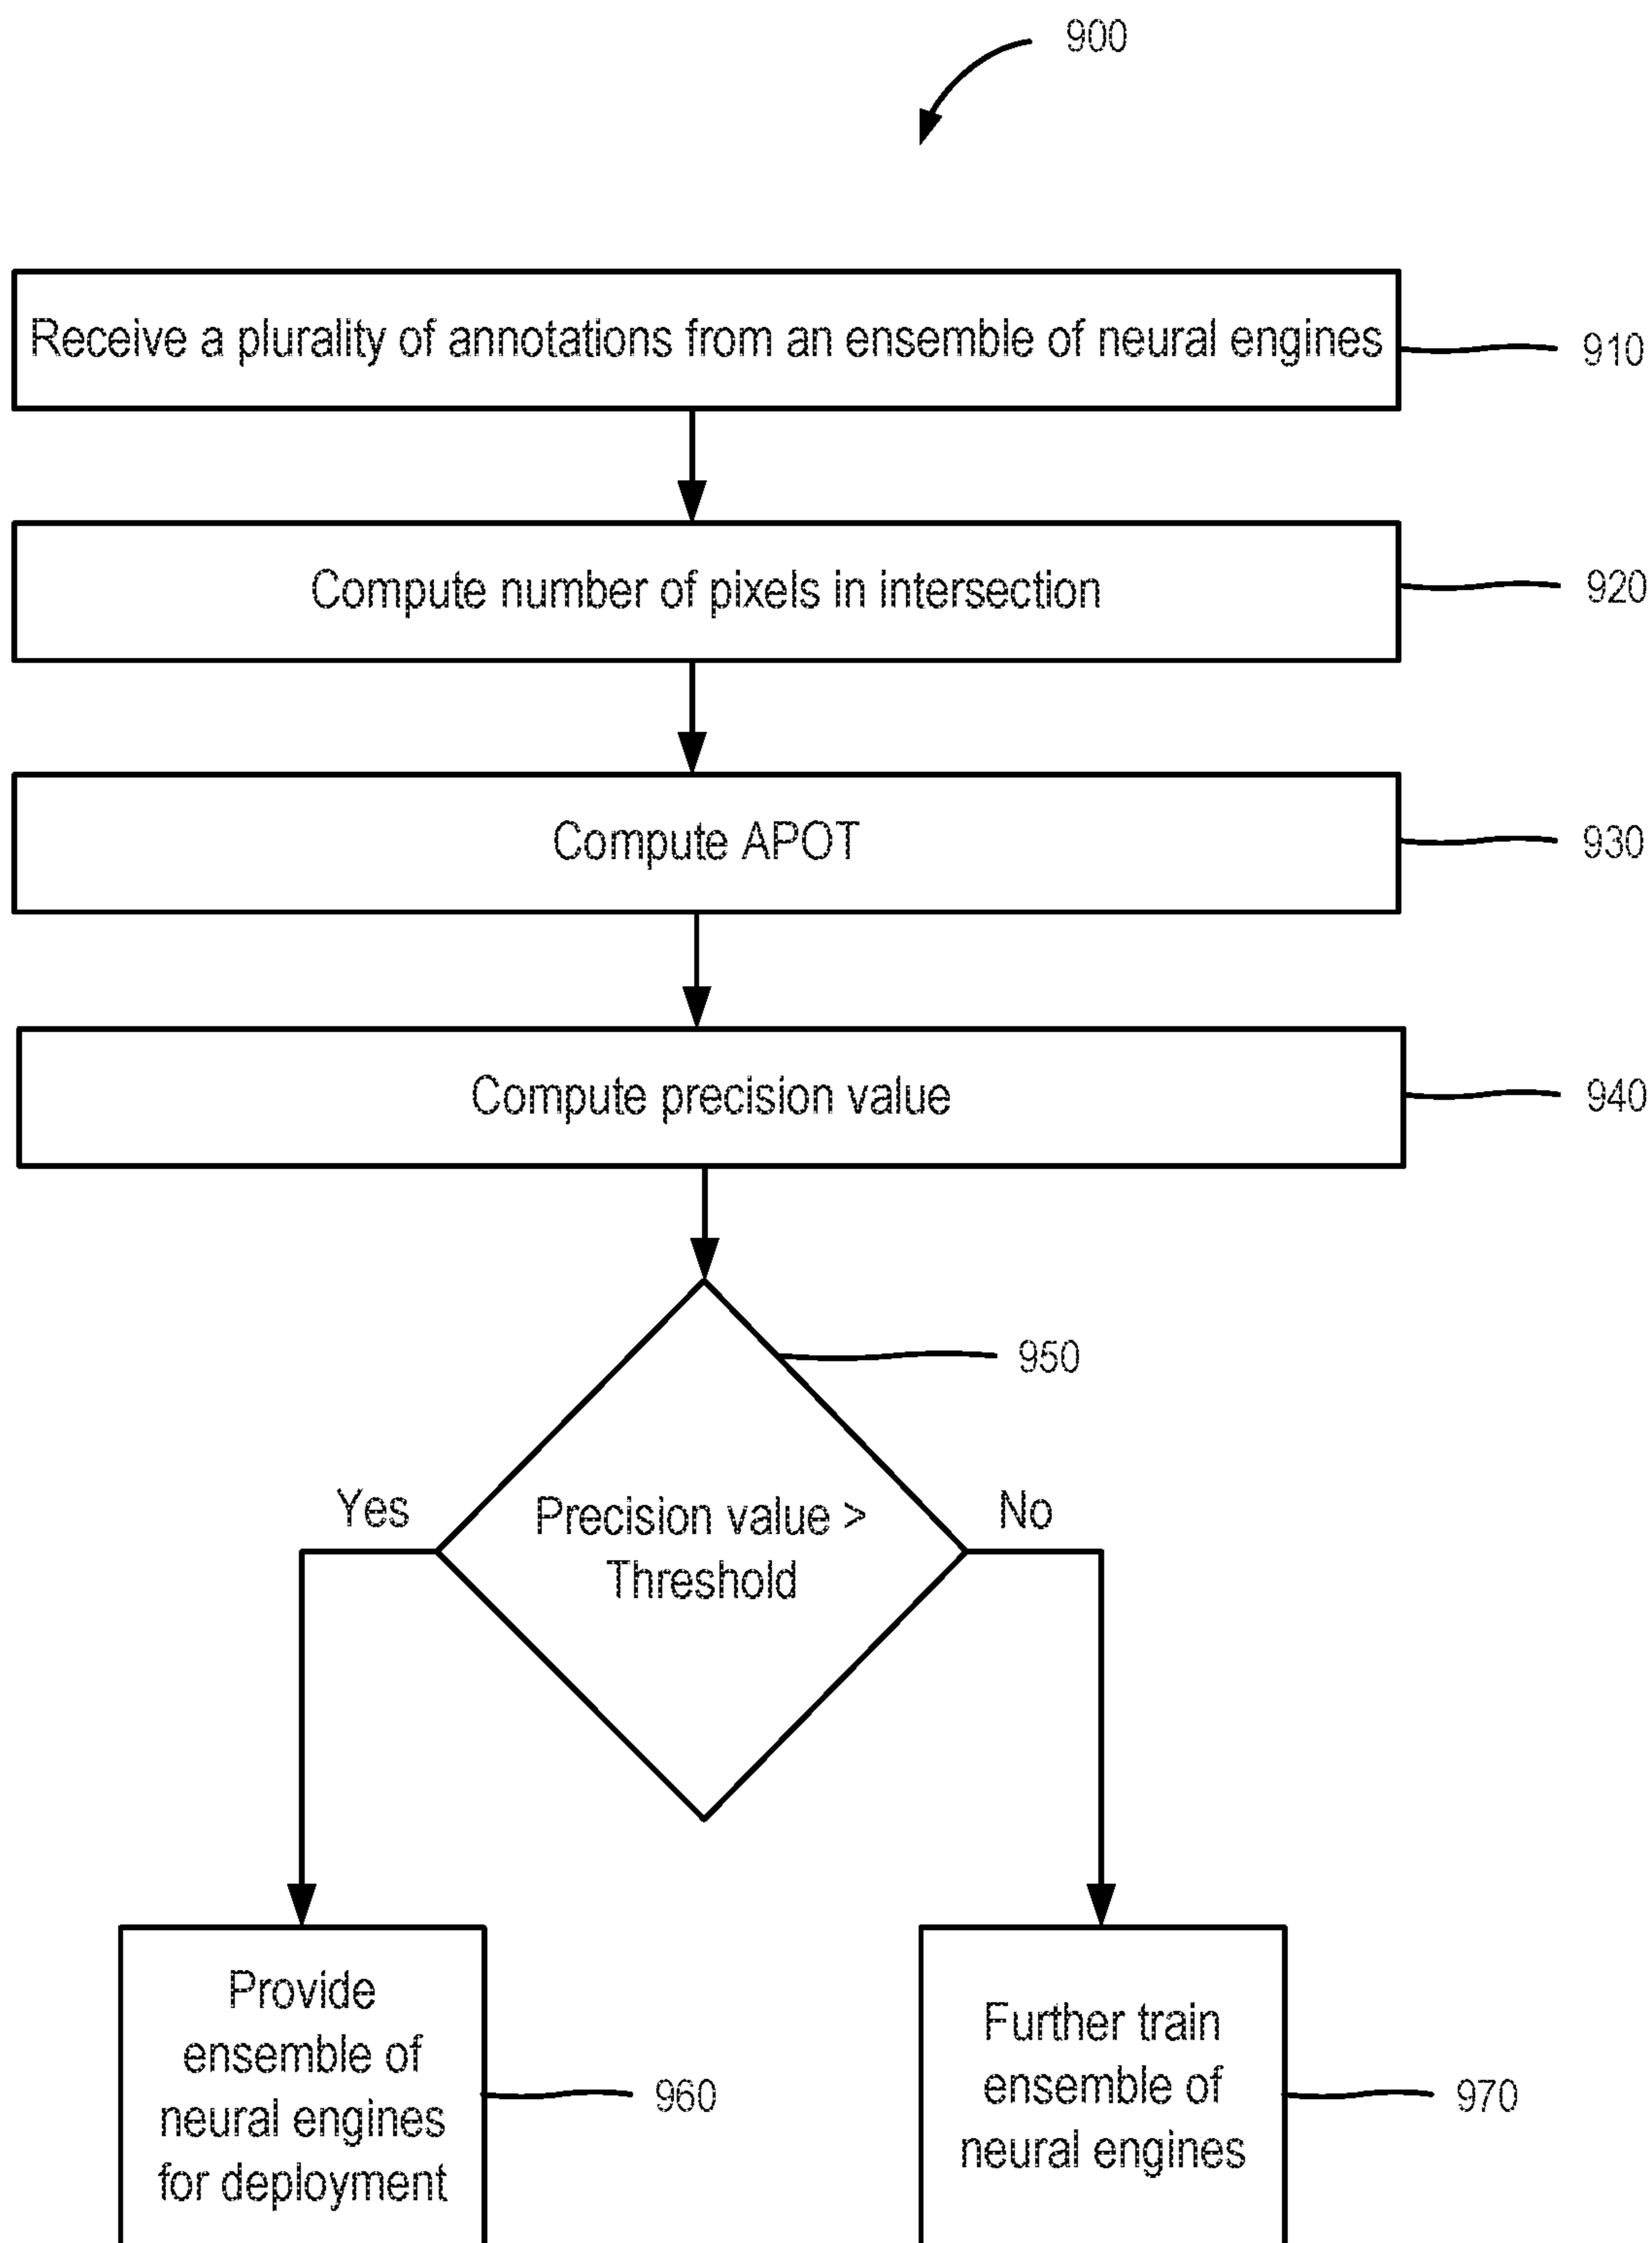 900
Receive a plurality of annotations from an ensemble of neural engines
910
Compute number of pixels in intersection
920
Compute APOT
930
Compute precision value
940
950
Yes
Precision value >
Threshold
No
Provide
ensemble of
neural engines
for deployment
960
Further train
ensemble of
neural engines
970